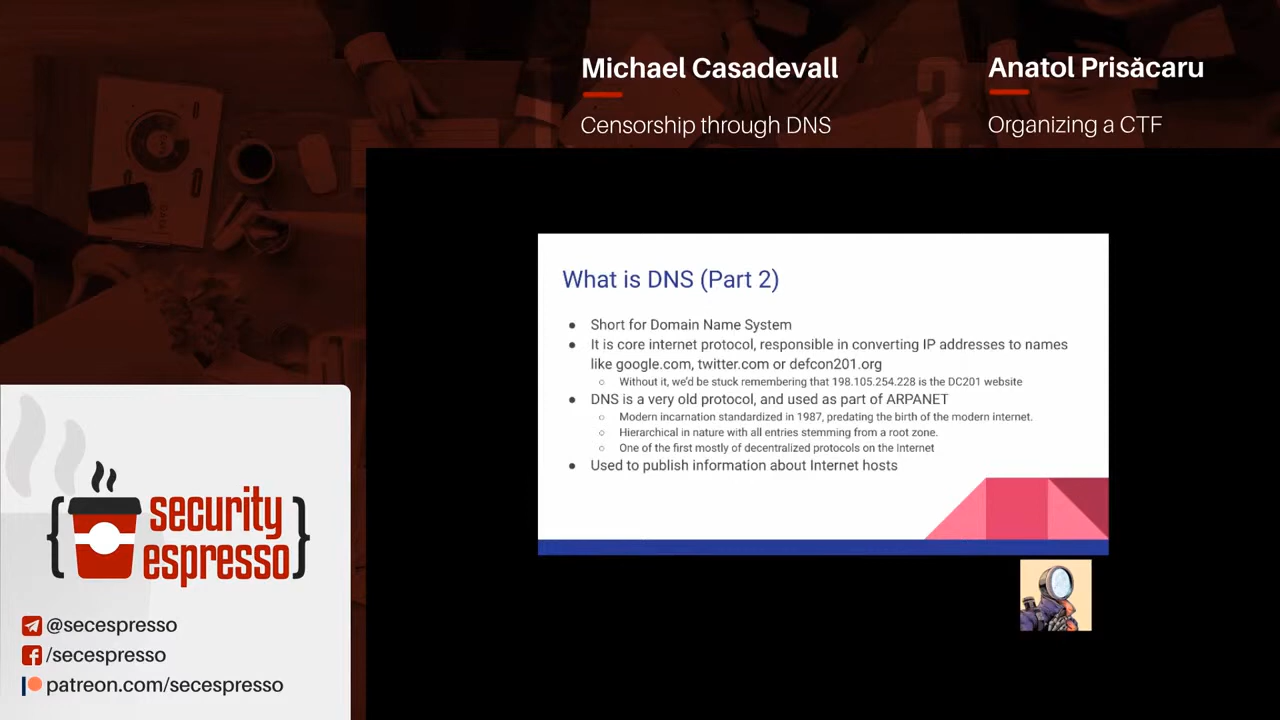 Michael Casadevall
Censorship through DNS
Anatol Prisăcaru
Organizing a CTF
What is DNS (Part 2)
● Short for Domain Name System
● It is core internet protocol, responsible in converting IP addresses to names
like google.com, twitter.com or defcon201.org
○ Without it, we'd be stuck remembering that 198.105.254.228 is the DC201 website
● DNS is a very old protocol, and used as part of ARPANET
○ Modern incarnation standardized in 1987, predating the birth of the modern internet.
○ Hierarchical in nature with all entries stemming from a root zone.
○ One of the first mostly of decentralized protocols on the Internet
● Used to publish information about Internet hosts
{security
espresso}
@secespresso
/secespresso
patreon.com/secespresso